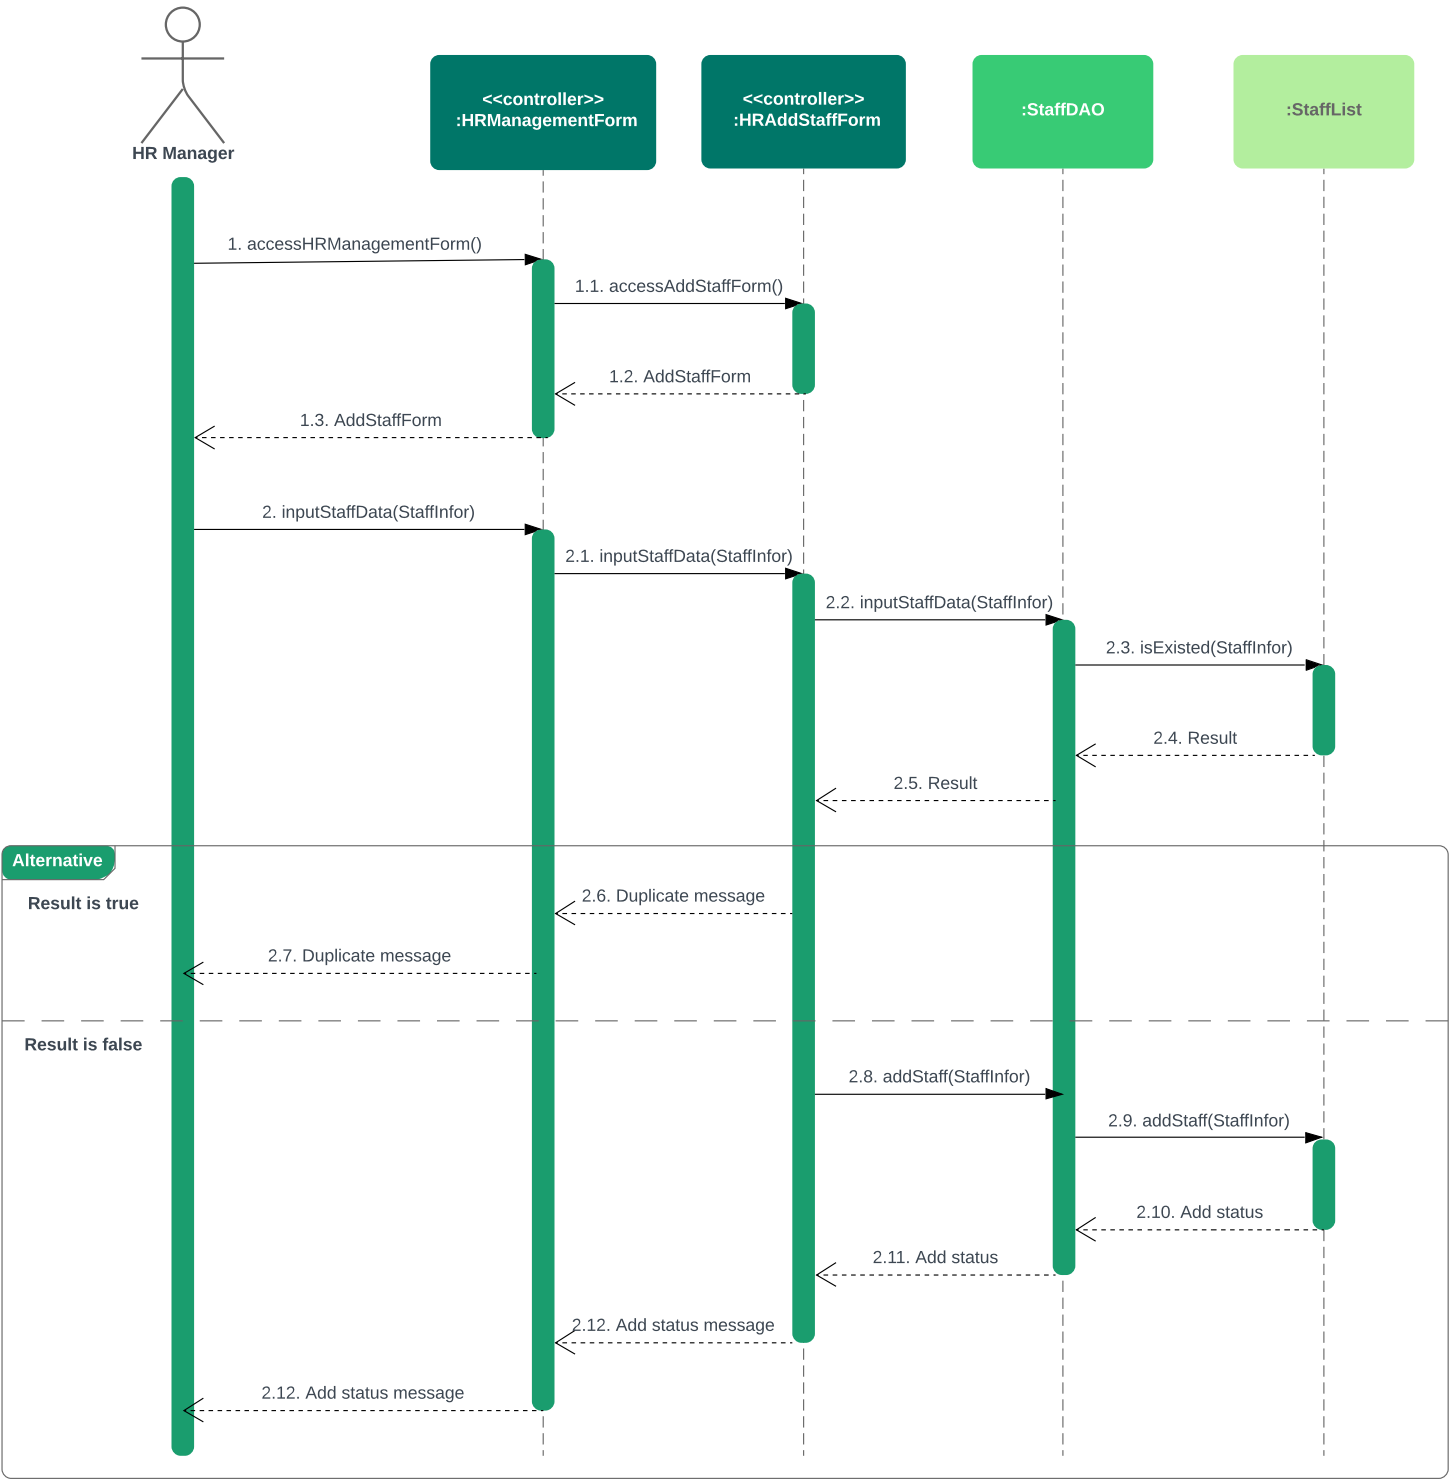 HR Manager
<<controller>>
:HRManagementForm
<<controller>>
:HRAddStaffForm
:StaffDAO
:StaffList
1. accessHRManagementForm()
1.1. accessAddStaffForm()
1.2. AddStaffForm
1.3. AddStaffForm
2. inputStaffData(StaffInfor)
2.1. inputStaffData(StaffInfor)
2.2. inputStaffData(StaffInfor)
2.3. isExisted(StaffInfor)
2.4. Result
2.5. Result
Alternative
Result is true
2.6. Duplicate message
2.7. Duplicate message
Result is false
2.8. addStaff(StaffInfor)
2.9. addStaff(StaffInfor)
2.10. Add status
2.11. Add status
2.12. Add status message
2.12. Add status message